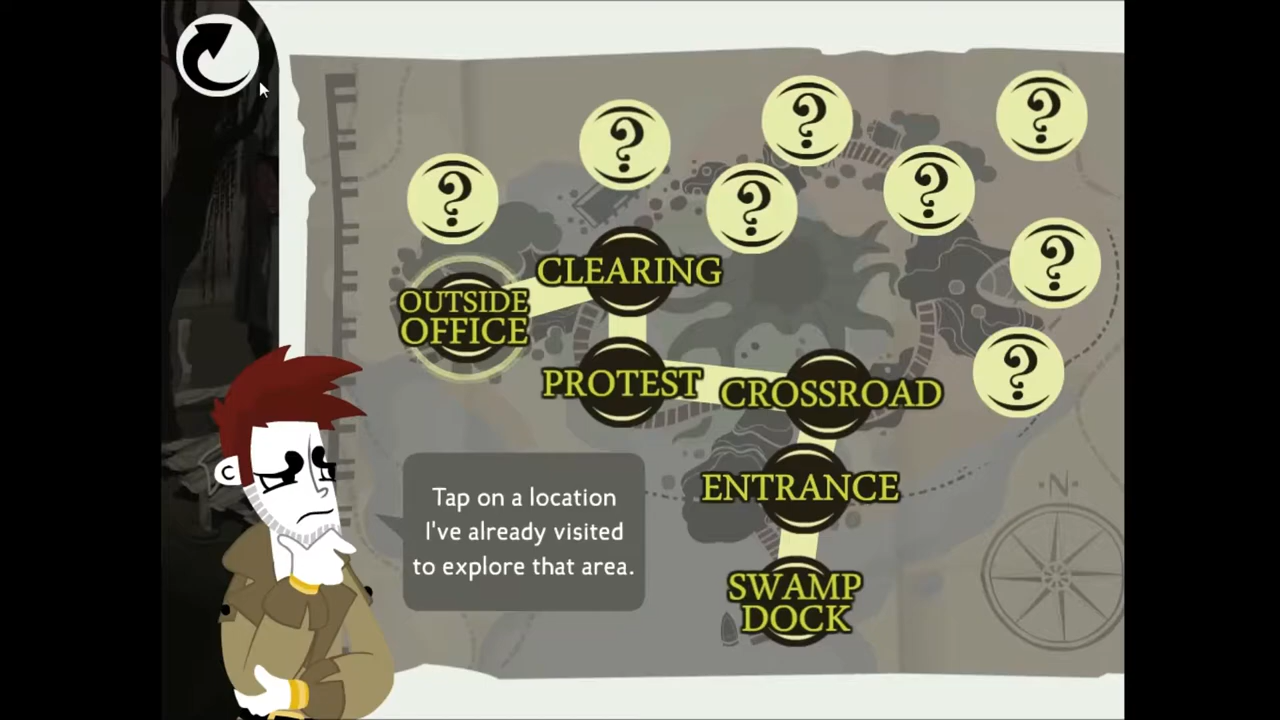 ?
?
?
?
?
?
CLEARING
?
OUTSIDE
OFFICE
?
PROTEST
CROSSROAD
ENTRANCE
Tap on a location
I've already visited
to explore that area.
N
SWAMP
DOCK